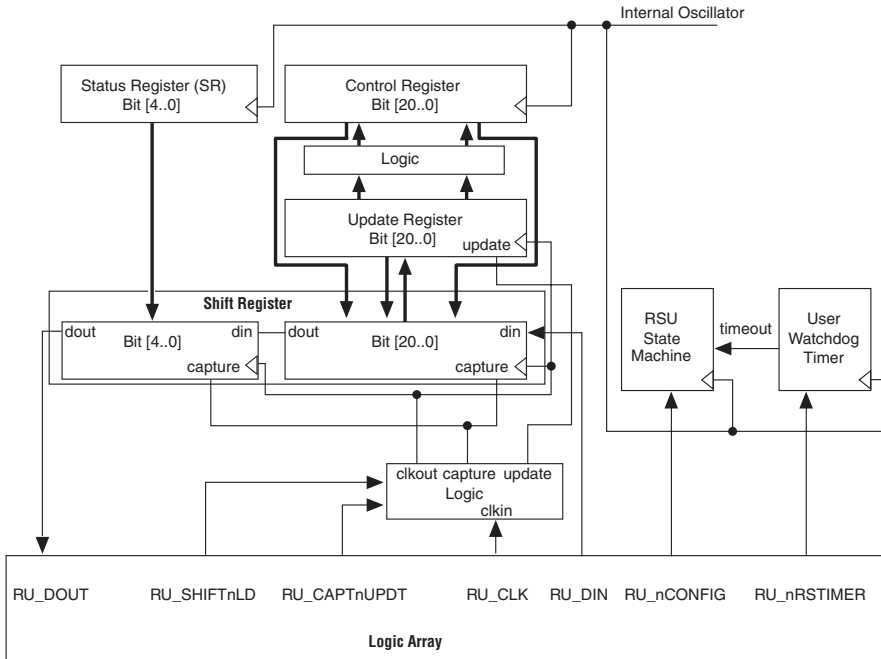 Internal Oscillator
Status Register (SR)
Bit [4..0]
Control Register
Bit [20..0]
Logic
Update Register
Bit [20..0]
update
Shift Register
dout
Bit [4..0]
din
capture
dout
Bit [20..0]
din
capture
RSU
State
Machine
timeout
User
Watchdog
Timer
clkout capture update
Logic
clkin
RU_DOUT
RU_SHIFTnLD
RU_CAPTnUPDT
RU_CLK
RU_DIN
RU_nCONFIG
RU_nRSTIMER
Logic Array